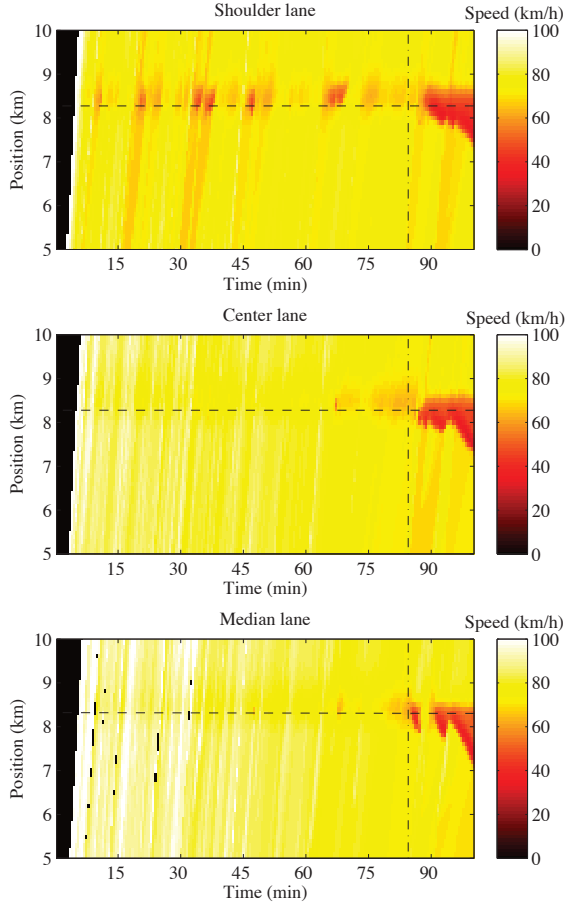 Shoulder lane
Speed (km/h)
10
9
8
7
6
5
Position (km)
15 30 45 60 75 90
Time (min)
100
80
60
40
20
0
Center lane
Speed (km/h)
10
9
8
7
6
5
Position (km)
15 30 45 60 75 90
Time (min)
100
80
60
40
20
0
Median lane
Speed (km/h)
10
9
8
7
6
5
Position (km)
15 30 45 60 75 90
Time (min)
100
80
60
40
20
0